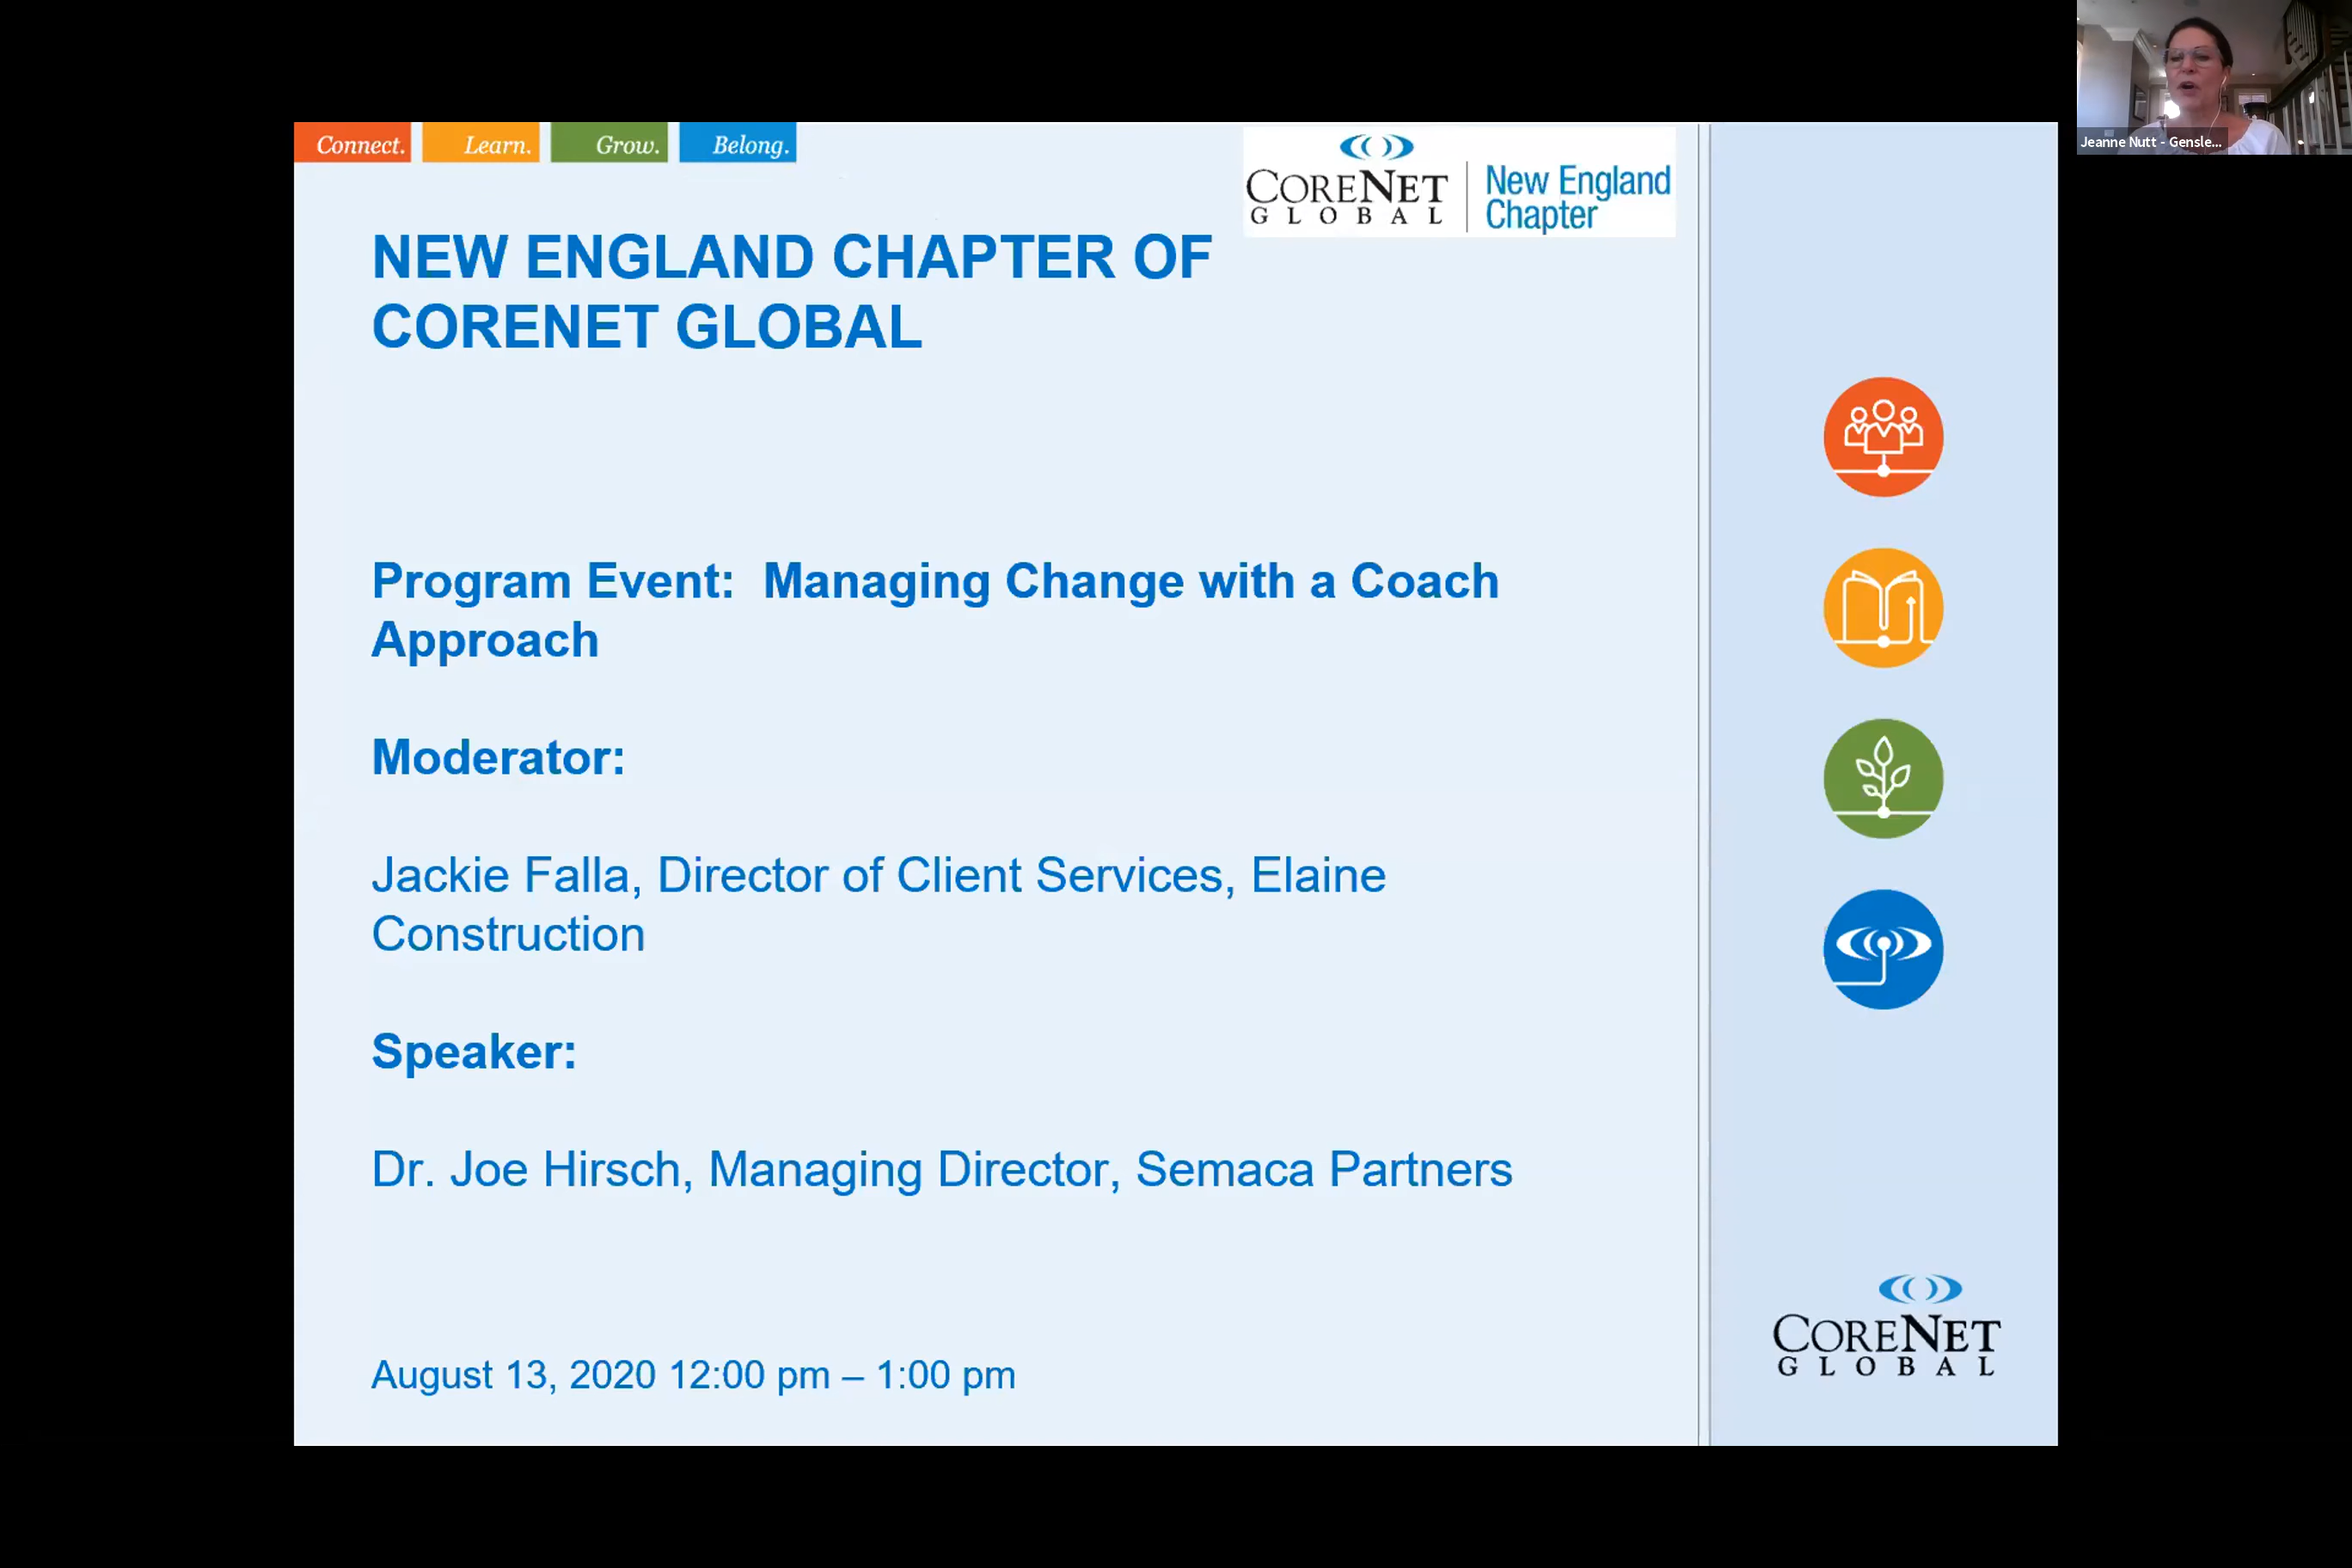 Connect. Learn. Grow. Belong.
CORENET
GLOBAL
New England
Chapter
Jeanne Nutt - Gensle...
NEW ENGLAND CHAPTER OF
CORENET GLOBAL
Program Event:  Managing Change with a Coach
Approach
Moderator:
Jackie Falla, Director of Client Services, Elaine
Construction
Speaker:
Dr. Joe Hirsch, Managing Director, Semaca Partners
August 13, 2020 12:00 pm – 1:00 pm
CORENET
GLOBAL